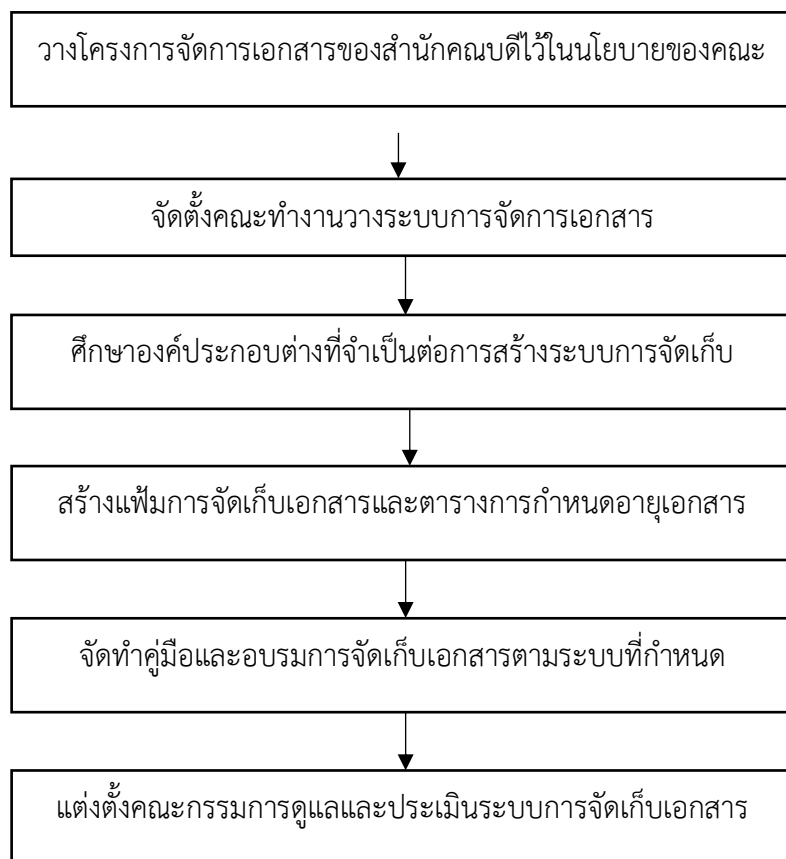 วางโครงการจัดการเอกสารของสำนักคณบดีไว้ในนโยบายของคณะ
จัดตั้งคณะทำงานวางระบบการจัดการเอกสาร
ศึกษาองค์ประกอบต่างที่จำเป็นต่อการสร้างระบบการจัดเก็บ
สร้างแฟ้มการจัดเก็บเอกสารและตารางการกำหนดอายุเอกสาร
จัดทำคู่มือและอบรมการจัดเก็บเอกสารตามระบบที่กำหนด
แต่งตั้งคณะกรรมการดูแลและประเมินระบบการจัดเก็บเอกสาร